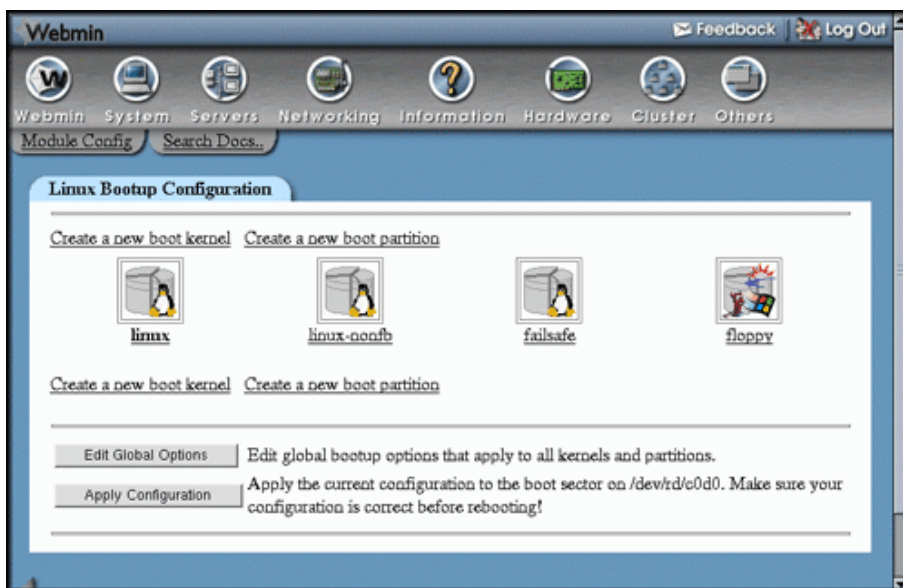 Webmin
Feedback | Log Out
Webmin System Servers Networking Information Hardware Cluster Others
Module Config Search Docs..
Linux Bootup Configuration
Create a new boot kernel Create a new boot partition
linux linux-nonfb failsafe floppy
Create a new boot kernel Create a new boot partition
Edit Global Options Edit global bootup options that apply to all kernels and partitions.
Apply Configuration Apply the current configuration to the boot sector on /dev/rd/c0d0. Make sure your
configuration is correct before rebooting!